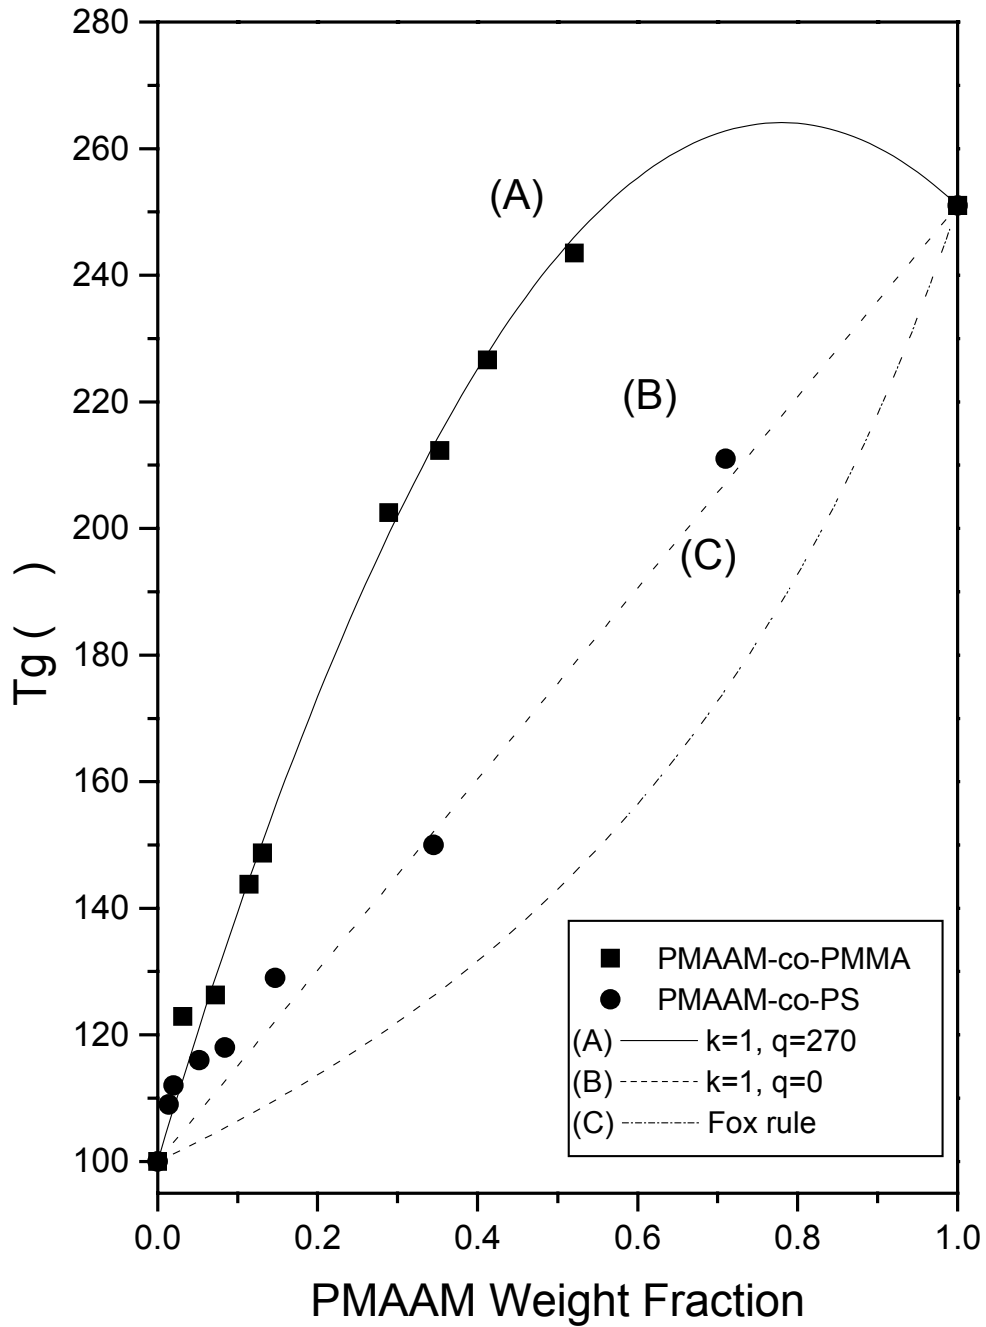 280
260
240
220
200
180
160
140
120
100
Tg (  )
(A)
(B)
(C)
PMAAM-co-PMMA
PMAAM-co-PS
(A) k=1, q=270
(B) k=1, q=0
(C) Fox rule
0.0 0.2 0.4 0.6 0.8 1.0
PMAAM Weight Fraction